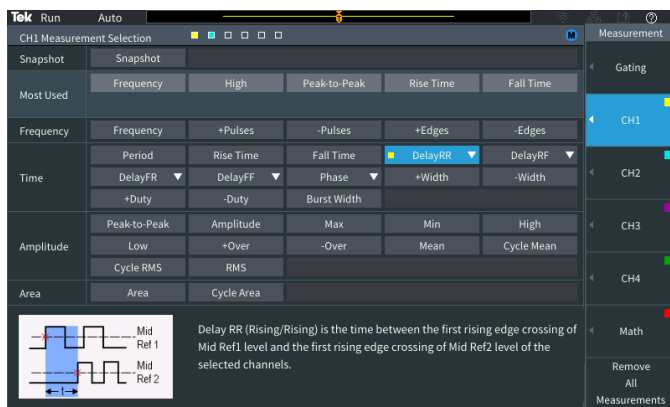 Tek Run Auto
T
CH1 Measurement Selection M Measurement
Snapshot Snapshot
Gating
Most Used Frequency High Peak-to-Peak Rise Time Fall Time
CH1
Frequency Frequency +Pulses -Pulses +Edges -Edges
Time Period Rise Time Fall Time DelayRR DelayRF
DelayFR DelayFF Phase +Width -Width
CH2
+Duty -Duty Burst Width
Amplitude Peak-to-Peak Amplitude Max Min High
CH3
Low +Over -Over Mean Cycle Mean
Cycle RMS RMS
CH4
Area Area Cycle Area
Mid
Ref 1
Mid
Ref 2
t
Delay RR (Rising/Rising) is the time between the first rising edge crossing of
Mid Ref1 level and the first rising edge crossing of Mid Ref2 level of the
selected channels.
Math
Remove
All
Measurements